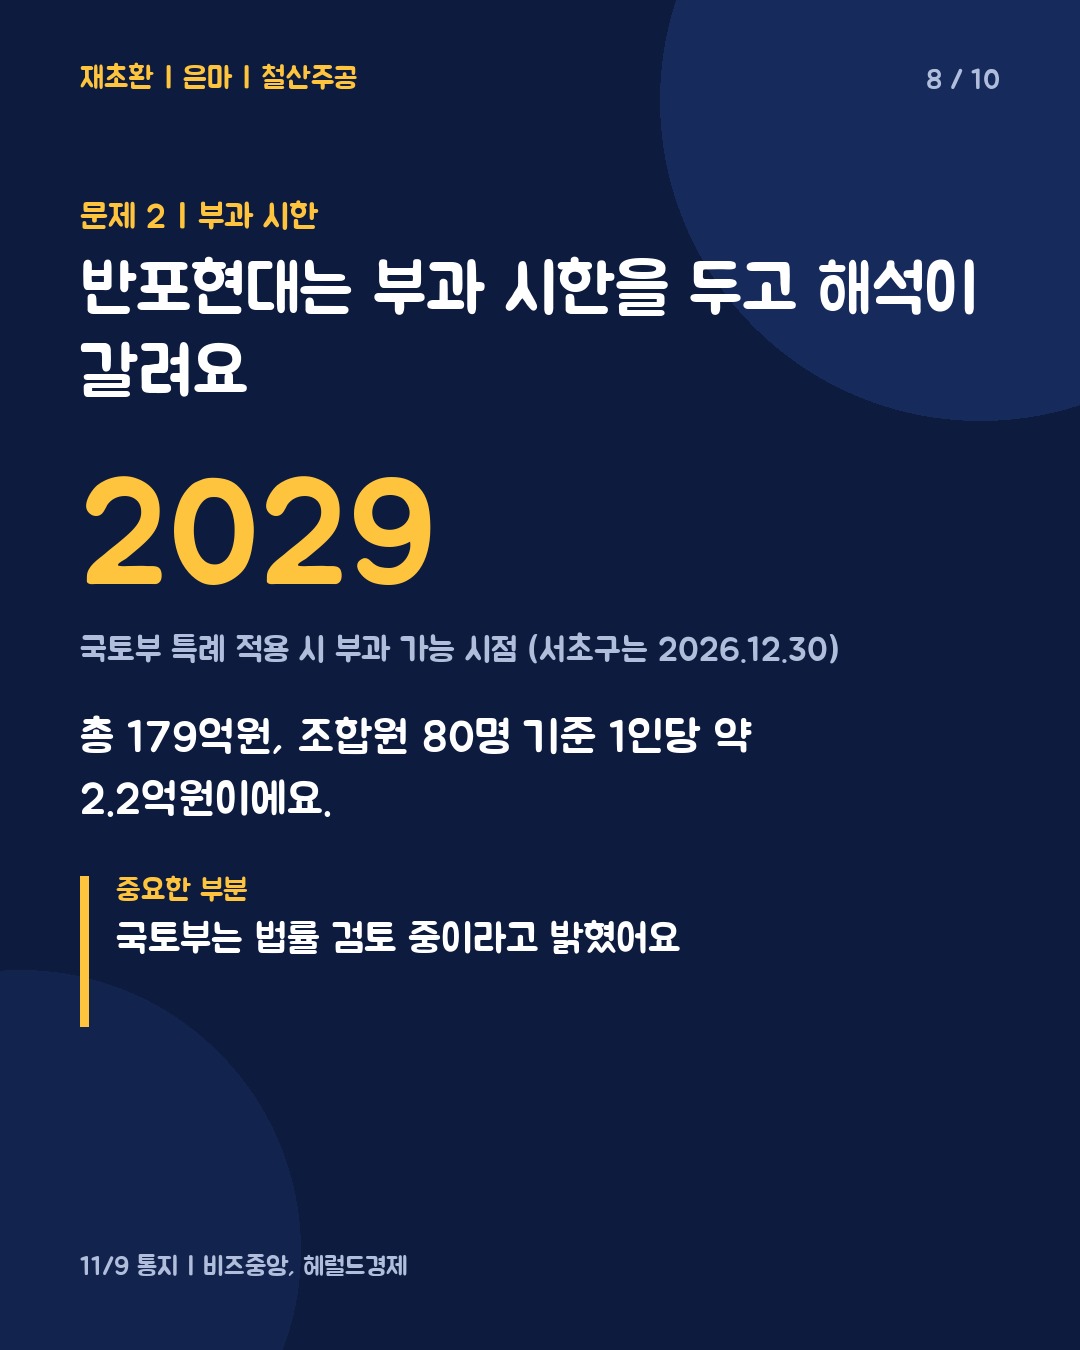 재초환 | 은마 | 철산주공
8 / 10
문제 2 | 부과 시한
반포현대는 부과 시한을 두고 해석이
갈려요
2029
국토부 특례 적용 시 부과 가능 시점 (서초구는 2026.12.30)
총 179억원, 조합원 80명 기준 1인당 약
2.2억원이에요.
중요한 부분
국토부는 법률 검토 중이라고 밝혔어요
11/9 통지 | 비즈중앙, 헤럴드경제